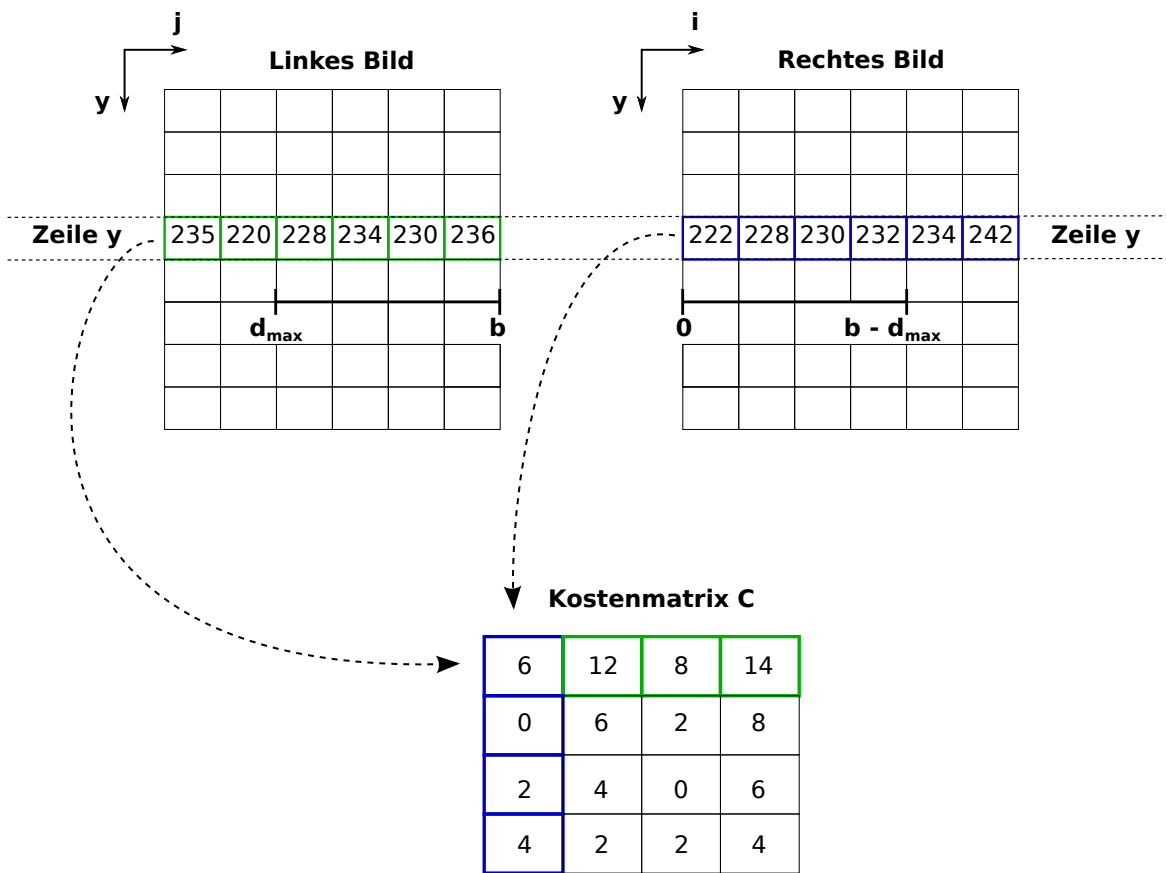 j
i
Linkes Bild
Rechtes Bild
y
y
Zeile y
235 220 228 234 230 236
222 228 230 232 234 242
Zeile y
dmax
b
0
b - dmax
Kostenmatrix C
6 12 8 14
0 6 2 8
2 4 0 6
4 2 2 4